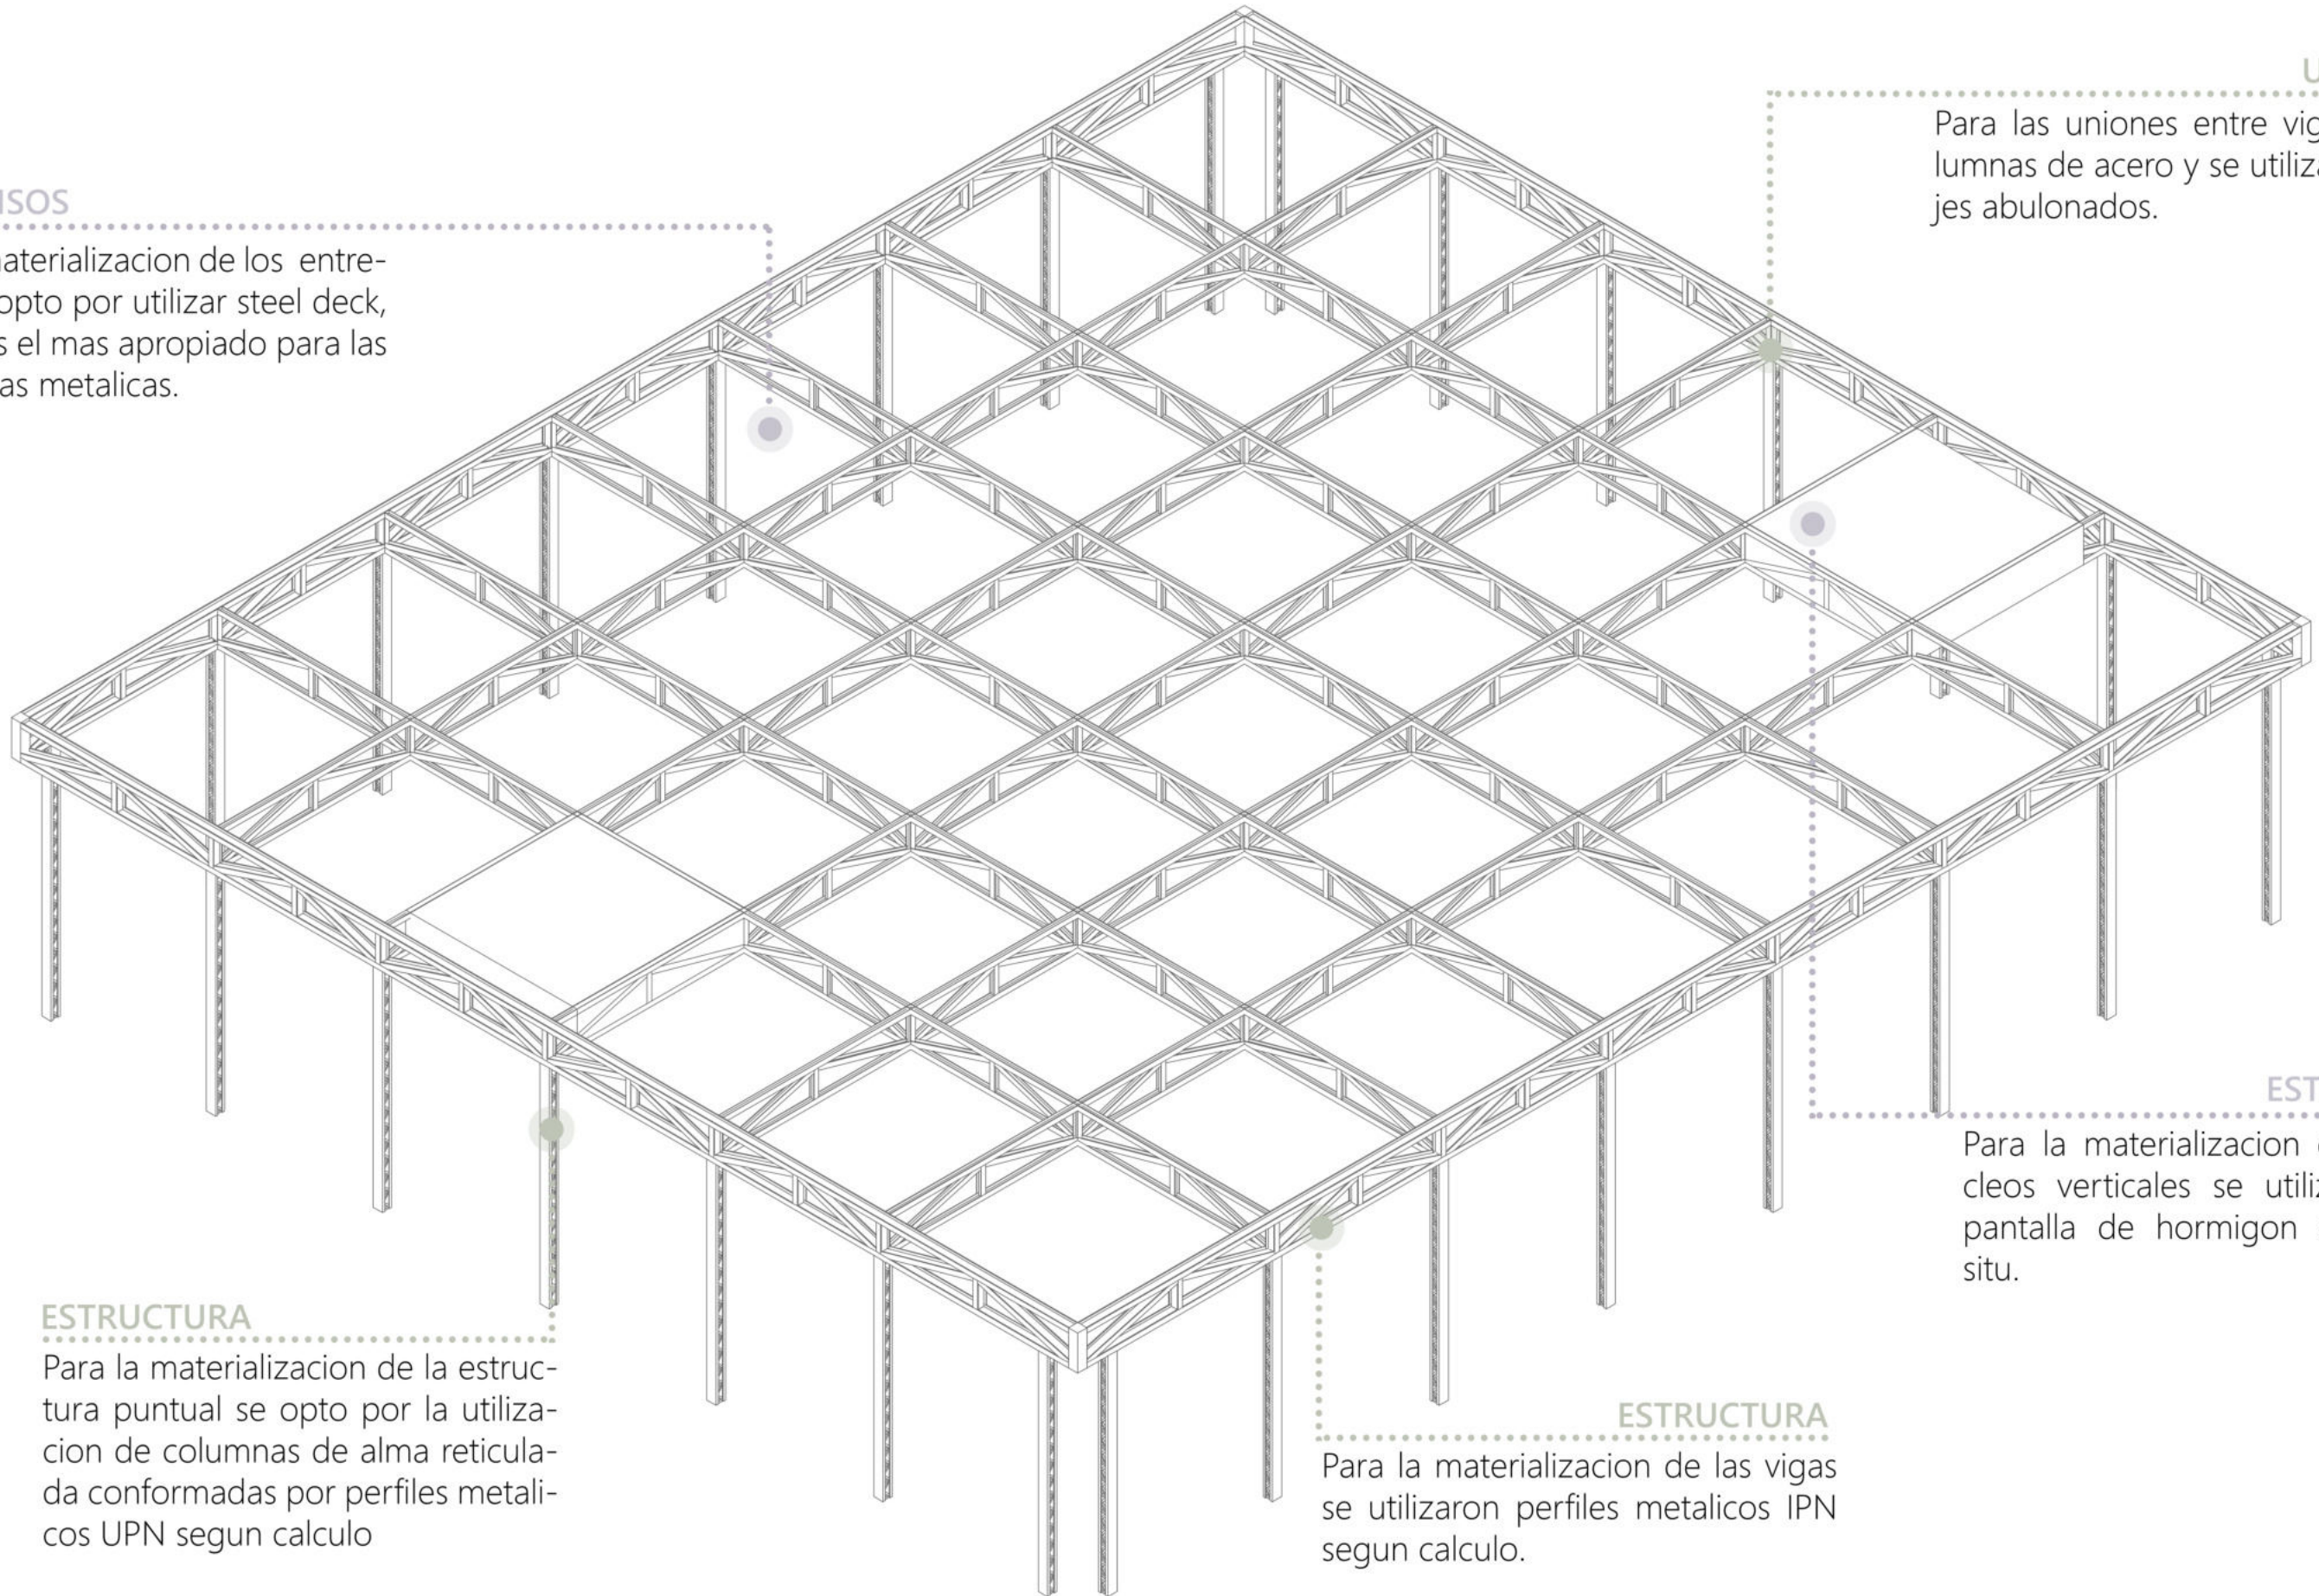 ISOS
aterializacion de los entre-
opto por utilizar steel deck,
s el mas apropiado para las
as metalicas.
U
Para las uniones entre vig
lumnas de acero y se utiliza
jes abulonados.
EST
Para la materializacion
cleos verticales se utiliz
pantalla de hormigon
situ.
ESTRUCTURA
Para la materializacion de la estruc-
tura puntual se opto por la utiliza-
cion de columnas de alma reticula-
da conformadas por perfiles metali-
cos UPN segun calculo
ESTRUCTURA
Para la materializacion de las vigas
se utilizaron perfiles metalicos IPN
segun calculo.